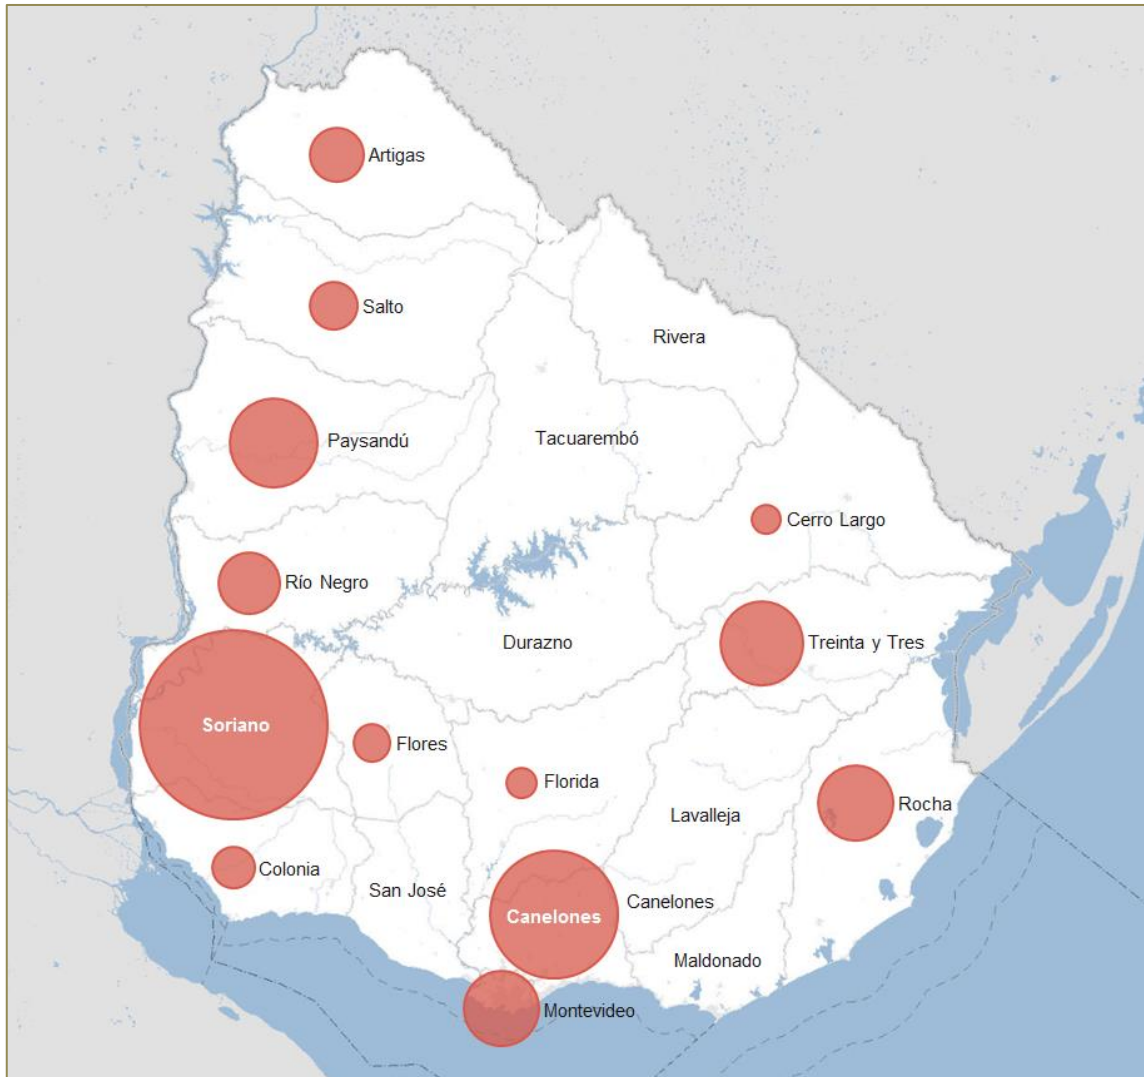 Artigas
Salto
Rivera
Paysandú
Tacuarembó
Cerro Largo
Río Negro
Durazno
Treinta y Tres
Soriano
Flores
Florida
Rocha
Lavalleja
Colonia
San José
Canelones
Canelones
Maldonado
Montevideo